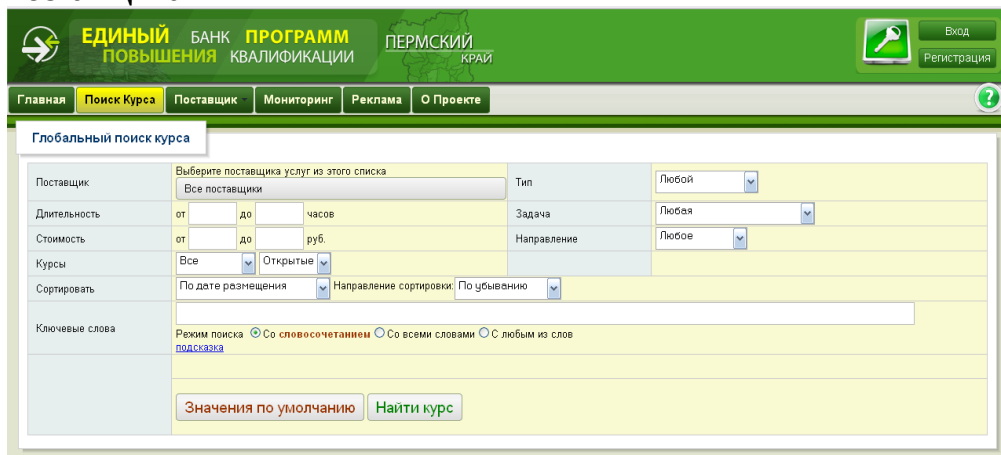 ЕДИНЫЙ БАНК ПРОГРАММ
ПОВЫШЕНИЯ КВАЛИФИКАЦИИ
ПЕРМСКИЙ
КРАЙ
Вход
Регистрация
Главная Поиск Курса Поставщик Мониторинг Реклама О Проекте ?
Глобальный поиск курса
Выберите поставщика услуг из этого списка
Поставщик Все поставщики Тип Любой
Длительность от до часов Задача Любая
Стоимость от до руб. Направление Любое
Курсы Все Открытые
Сортировать По дате размещения Направление сортировки: По убыванию
Ключевые слова
Режим поиска Со словосочетанием Со всеми словами С любым из слов
подсказка
Значения по умолчанию Найти курс